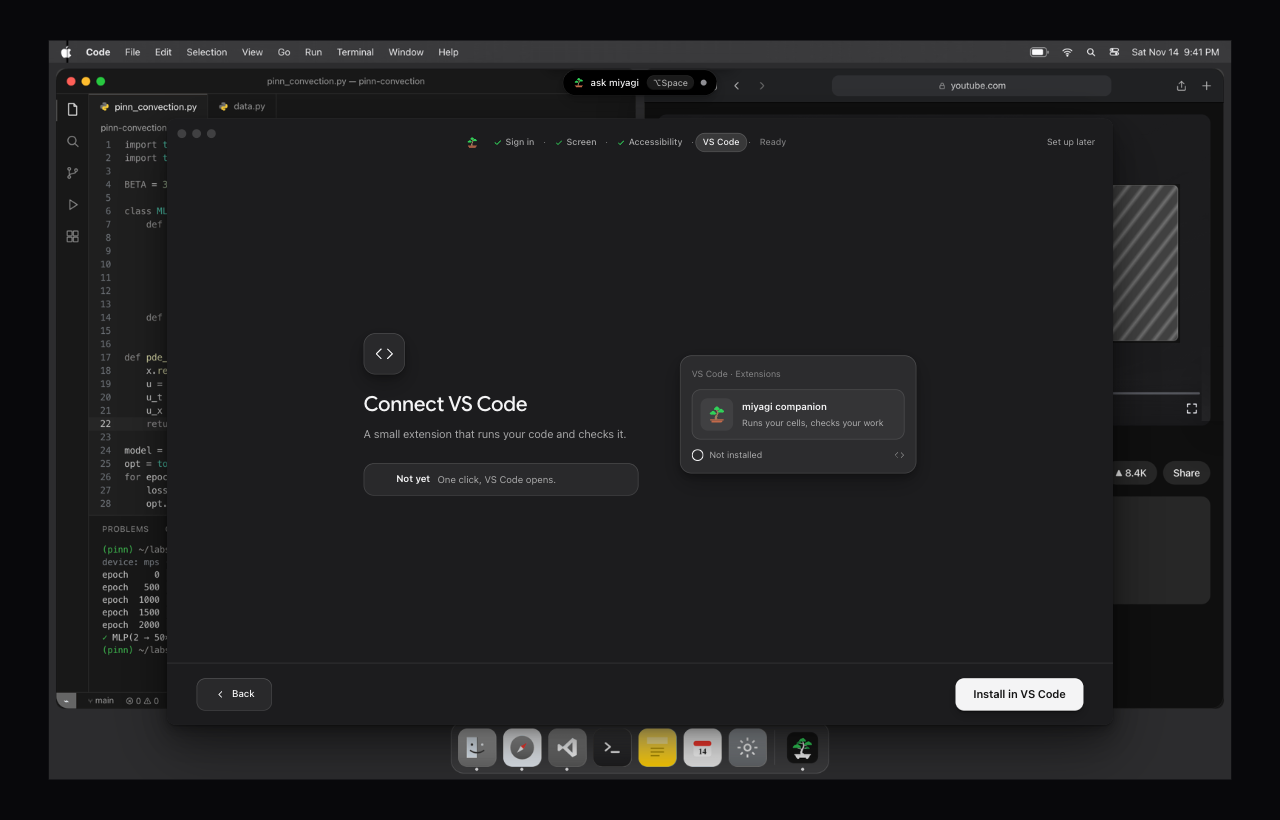 Code File Edit Selection View Go Run Terminal Window Help
Sat Nov 14 9:41 PM
pinn_convection.py — pinn-convection
ask miyagi ⌥Space
youtube.com
pinn_convection.py
data.py
pinn-convection
1 import t
2 import t
3
4 BETA = 3
5
6 class ML
7 def
8
9
10
11
12
13
14 def
15
16
17 def pde_
18 x.re
19 u =
20 u_t
21 u_x
22 retu
23
24 model =
25 opt = to
26 for epoc
27 loss
28 opt.
PROBLEMS
(pinn) ~/labs
device: mps
epoch 0
epoch 500
epoch 1000
epoch 1500
epoch 2000
✓ MLP(2 → 50
(pinn) ~/labs
main 0 0
✓ Sign in · ✓ Screen · ✓ Accessibility · VS Code · Ready
Set up later
Connect VS Code
A small extension that runs your code and checks it.
Not yet One click, VS Code opens.
VS Code · Extensions
miyagi companion
Runs your cells, checks your work
Not installed
Back
Install in VS Code
▲ 8.4K
Share
14